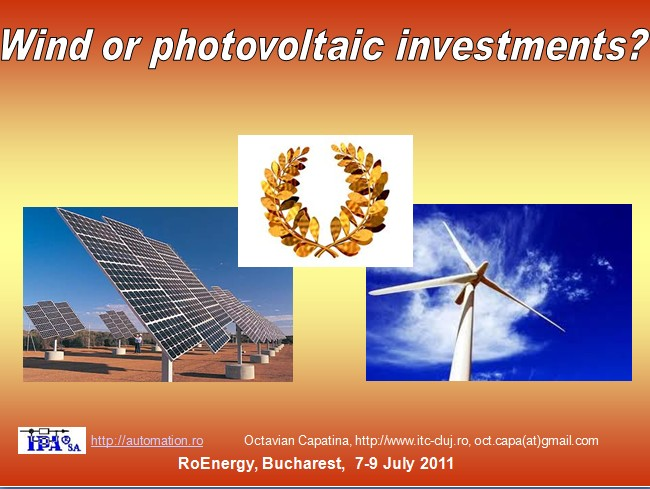 Wind or photovoltaic investments?
IPA S.A.
http://automation.ro Octavian Capatina, http://www.itc-cluj.ro, oct.capa(at)gmail.com
RoEnergy, Bucharest, 7-9 July 2011